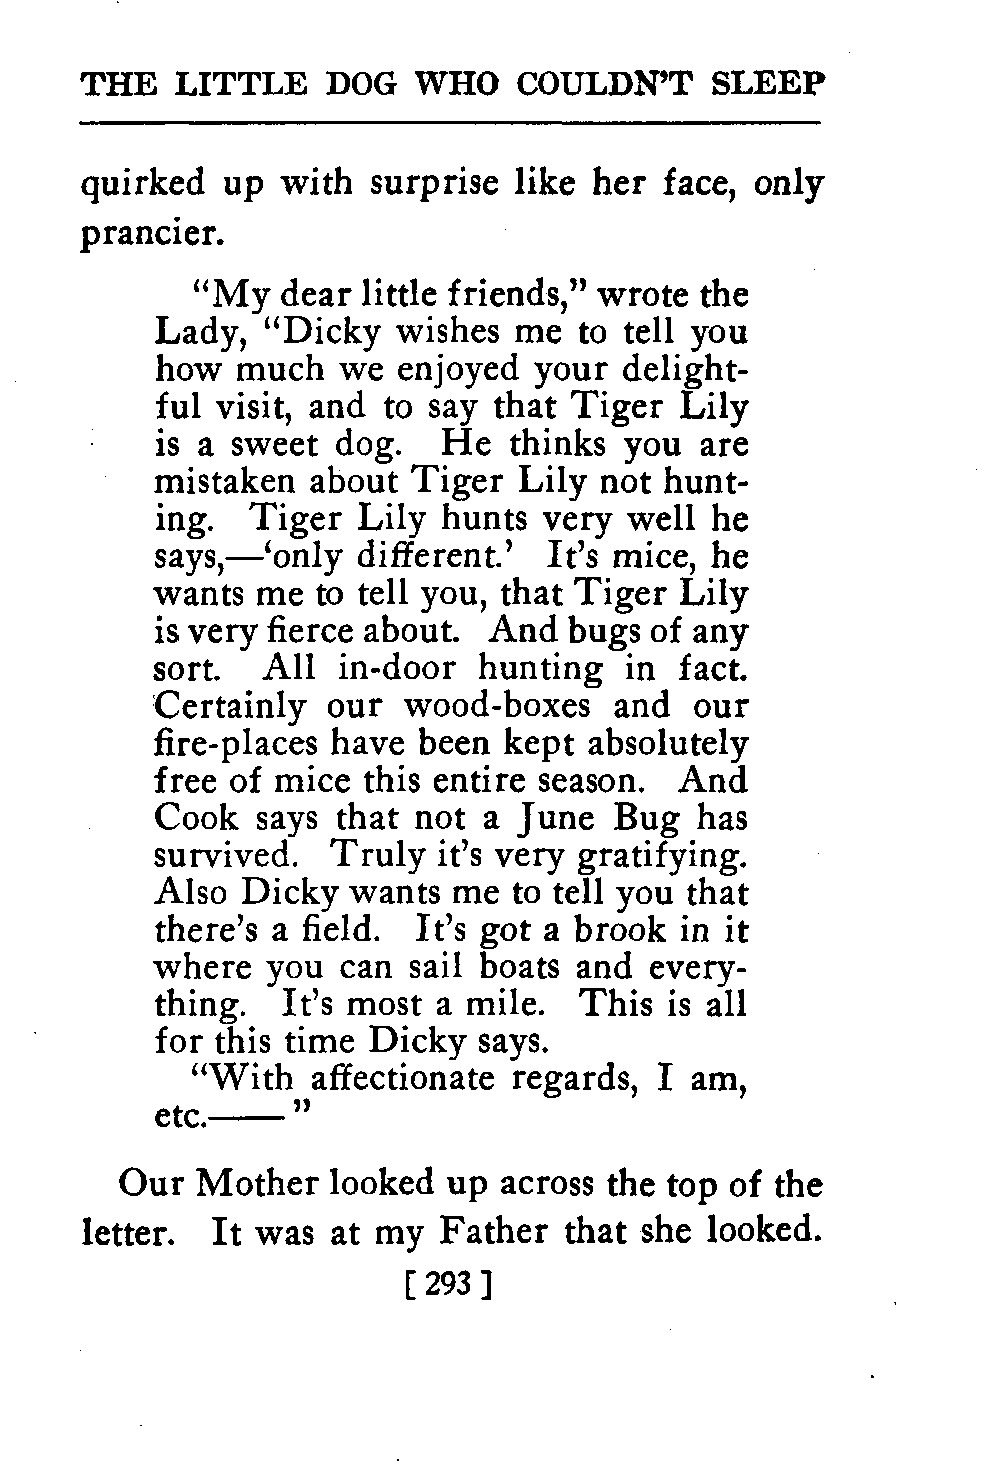 THE LITTLE DOG WHO COULDN'T SLEEP
quirked up with surprise like her face, only
prancier.
"My dear little friends," wrote the
Lady, "Dicky wishes me to tell you
how much we enjoyed your delight-
ful visit, and to say that Tiger Lily
is a sweet dog. He thinks you are
mistaken about Tiger Lily not hunt-
ing. Tiger Lily hunts very well he
says,—'only different.' It's mice, he
wants me to tell you, that Tiger Lily
is very fierce about. And bugs of any
sort. All in-door hunting in fact.
Certainly our wood-boxes and our
fire-places have been kept absolutely
free of mice this entire season. And
Cook says that not a June Bug has
survived. Truly it's very gratifying.
Also Dicky wants me to tell you that
there's a field. It's got a brook in it
where you can sail boats and every-
thing. It's most a mile. This is all
for this time Dicky says.
"With affectionate regards, I am,
etc.—— "
Our Mother looked up across the top of the
letter. It was at my Father that she looked.
[ 293 ]